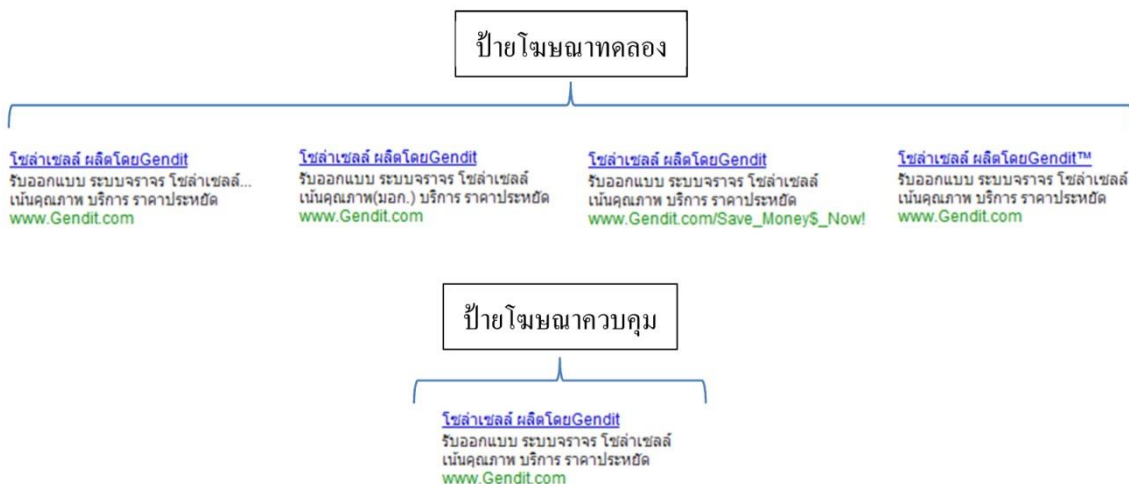 ป้ายโฆษณาทดลอง
โซล่าเซลล์ ผลิตโดยGendit
รับออกแบบ ระบบจราจร โซล่าเซลล์...
เน้นคุณภาพ บริการ ราคาประหยัด
www.Gendit.com
โซล่าเซลล์ ผลิตโดยGendit
รับออกแบบ ระบบจราจร โซล่าเซลล์
เน้นคุณภาพ(มอก.) บริการ ราคาประหยัด
www.Gendit.com
โซล่าเซลล์ ผลิตโดยGendit
รับออกแบบ ระบบจราจร โซล่าเซลล์
เน้นคุณภาพ บริการ ราคาประหยัด
www.Gendit.com/Save_Money$_Now!
โซล่าเซลล์ ผลิตโดยGendit™
รับออกแบบ ระบบจราจร โซล่าเซลล์
เน้นคุณภาพ บริการ ราคาประหยัด
www.Gendit.com
ป้ายโฆษณาควบคุม
โซล่าเซลล์ ผลิตโดยGendit
รับออกแบบ ระบบจราจร โซล่าเซลล์
เน้นคุณภาพ บริการ ราคาประหยัด
www.Gendit.com